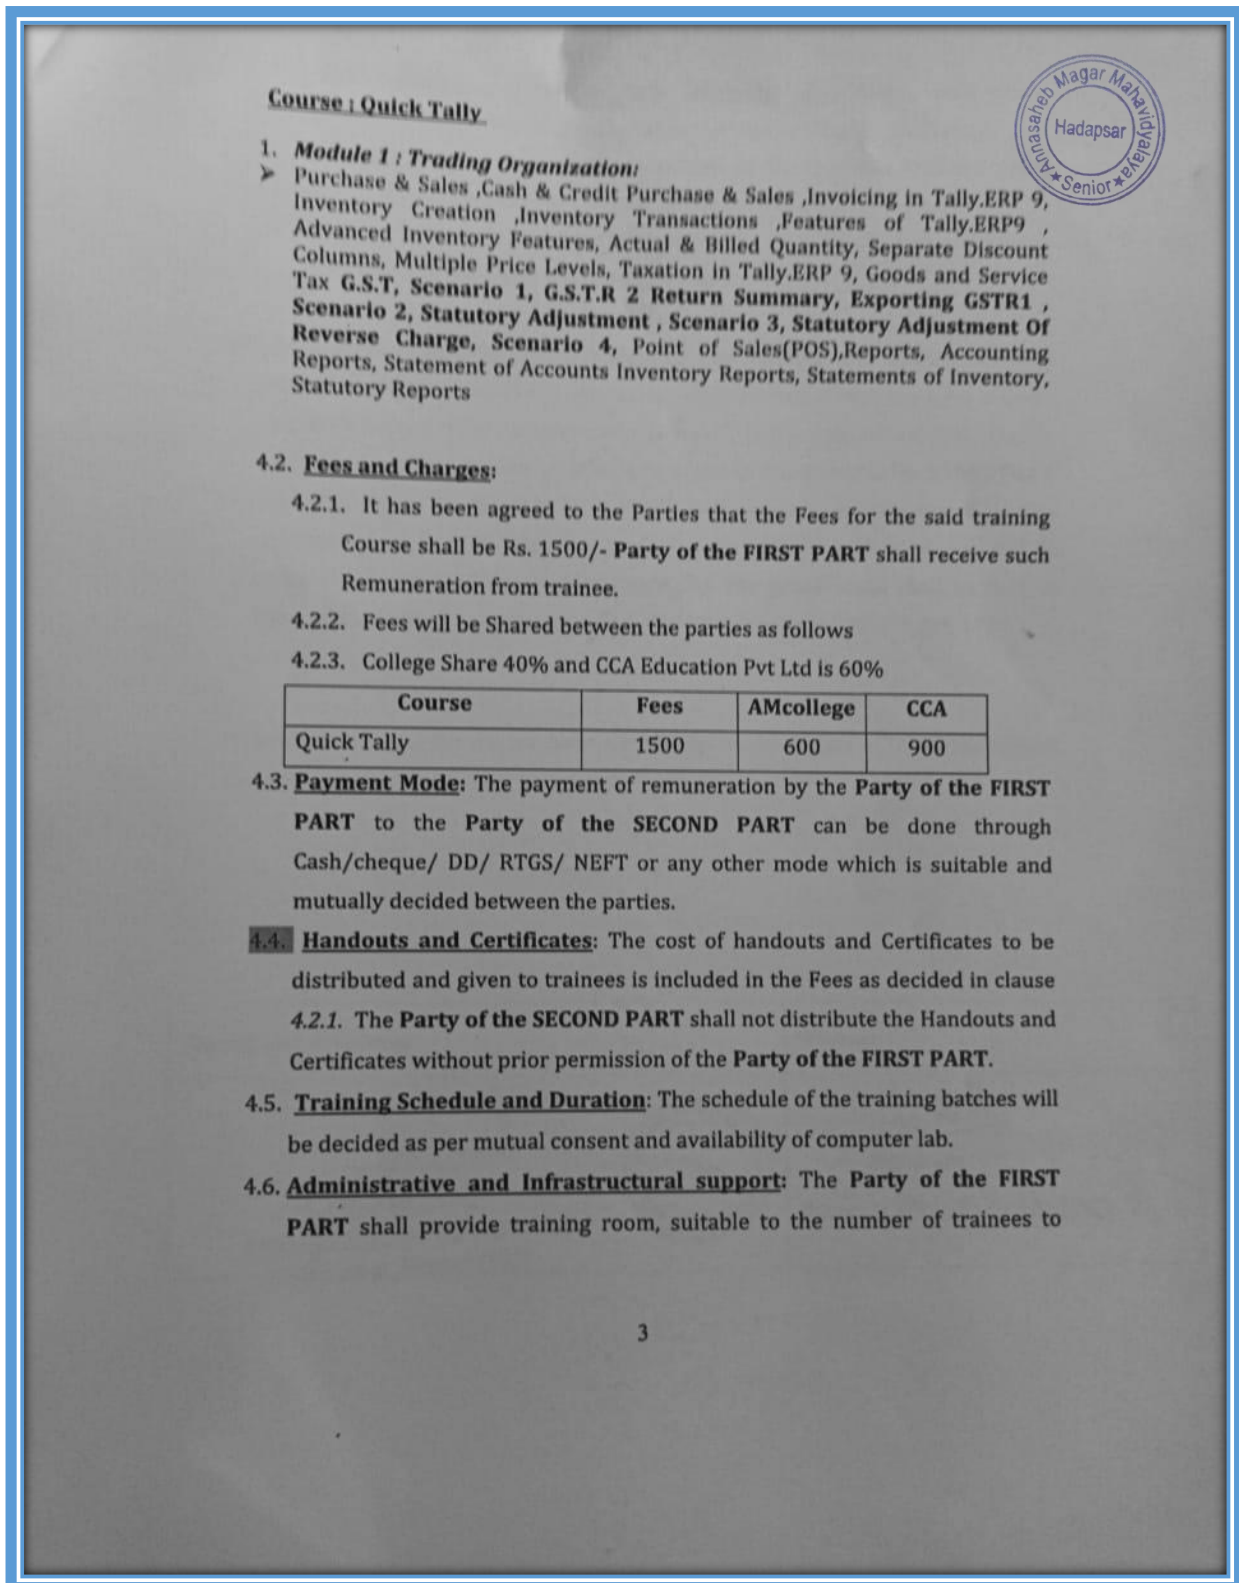 Annasaheb Magar Mahavidyalaya
Hadapsar
★ Senior ★
Course : Quick Tally
1. Module 1 : Trading Organization:
➤ Purchase & Sales ,Cash & Credit Purchase & Sales ,Invoicing in Tally.ERP 9,
Inventory Creation ,Inventory Transactions ,Features of Tally.ERP9 ,
Advanced Inventory Features, Actual & Billed Quantity, Separate Discount
Columns, Multiple Price Levels, Taxation in Tally.ERP 9, Goods and Service
Tax G.S.T, Scenario 1, G.S.T.R 2 Return Summary, Exporting GSTR1 ,
Scenario 2, Statutory Adjustment , Scenario 3, Statutory Adjustment Of
Reverse Charge, Scenario 4, Point of Sales(POS),Reports, Accounting
Reports, Statement of Accounts Inventory Reports, Statements of Inventory,
Statutory Reports
4.2. Fees and Charges:
4.2.1. It has been agreed to the Parties that the Fees for the said training
Course shall be Rs. 1500/- Party of the FIRST PART shall receive such
Remuneration from trainee.
4.2.2. Fees will be Shared between the parties as follows
4.2.3. College Share 40% and CCA Education Pvt Ltd is 60%
Course Fees AMcollege CCA
Quick Tally 1500 600 900
4.3. Payment Mode: The payment of remuneration by the Party of the FIRST
PART to the Party of the SECOND PART can be done through
Cash/cheque/ DD/ RTGS/ NEFT or any other mode which is suitable and
mutually decided between the parties.
4.4. Handouts and Certificates: The cost of handouts and Certificates to be
distributed and given to trainees is included in the Fees as decided in clause
4.2.1. The Party of the SECOND PART shall not distribute the Handouts and
Certificates without prior permission of the Party of the FIRST PART.
4.5. Training Schedule and Duration: The schedule of the training batches will
be decided as per mutual consent and availability of computer lab.
4.6. Administrative and Infrastructural support: The Party of the FIRST
PART shall provide training room, suitable to the number of trainees to
3